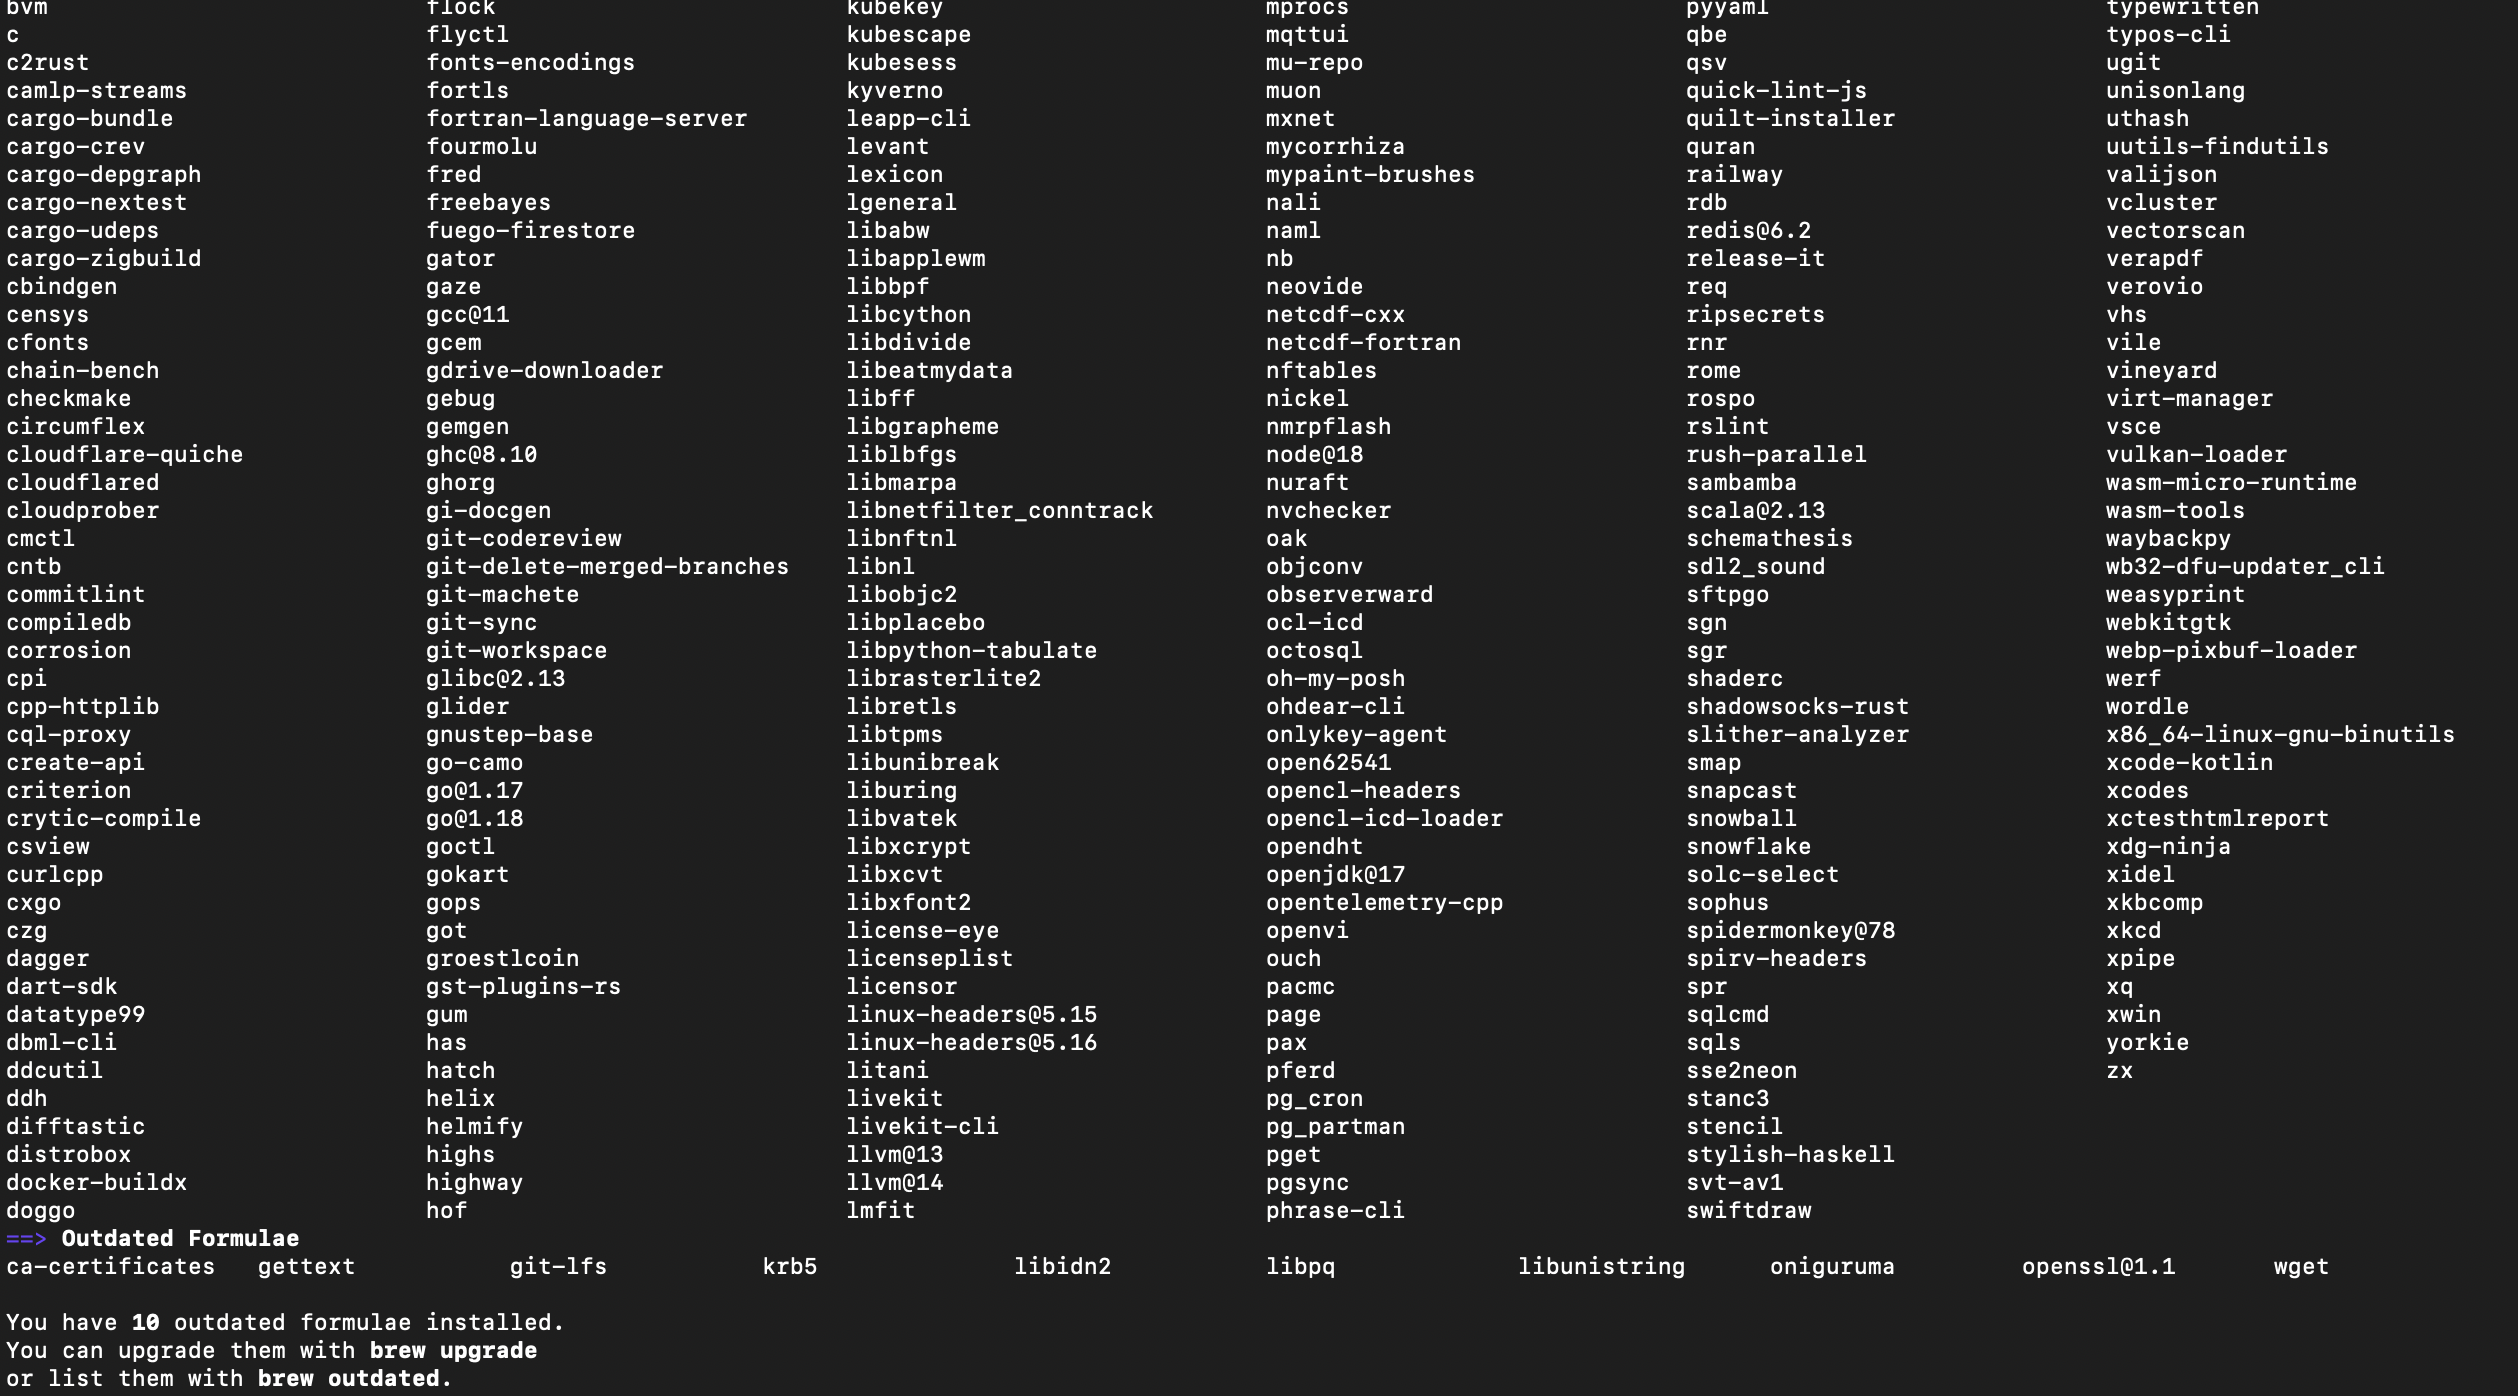 bvm flock kubekey mprocs pyyaml typewritten
c flyctl kubescape mqttui qbe typos-cli
c2rust fonts-encodings kubesess mu-repo qsv ugit
camlp-streams fortls kyverno muon quick-lint-js unisonlang
cargo-bundle fortran-language-server leapp-cli mxnet quilt-installer uthash
cargo-crev fourmolu levant mycorrhiza quran uutils-findutils
cargo-depgraph fred lexicon mypaint-brushes railway valijson
cargo-nextest freebayes lgeneral nali rdb vcluster
cargo-udeps fuego-firestore libabw naml redis@6.2 vectorscan
cargo-zigbuild gator libapplewm nb release-it verapdf
cbindgen gaze libbpf neovide req verovio
censys gcc@11 libcython netcdf-cxx ripsecrets vhs
cfonts gcem libdivide netcdf-fortran rnr vile
chain-bench gdrive-downloader libeatmydata nftables rome vineyard
checkmake gebug libff nickel rospo virt-manager
circumflex gemgen libgrapheme nmrpflash rslint vsce
cloudflare-quiche ghc@8.10 liblbfgs node@18 rush-parallel vulkan-loader
cloudflared ghorg libmarpa nuraft sambamba wasm-micro-runtime
cloudprober gi-docgen libnetfilter_conntrack nvchecker scala@2.13 wasm-tools
cmctl git-codereview libnftnl oak schemathesis waybackpy
cntb git-delete-merged-branches libnl objconv sdl2_sound wb32-dfu-updater_cli
commitlint git-machete libobjc2 observerward sftpgo weasyprint
compiledb git-sync libplacebo ocl-icd sgn webkitgtk
corrosion git-workspace libpython-tabulate octosql sgr webp-pixbuf-loader
cpi glibc@2.13 librasterlite2 oh-my-posh shaderc werf
cpp-httplib glider libretls ohdear-cli shadowsocks-rust wordle
cql-proxy gnustep-base libtpms onlykey-agent slither-analyzer x86_64-linux-gnu-binutils
create-api go-camo libunibreak open62541 smap xcode-kotlin
criterion go@1.17 liburing opencl-headers snapcast xcodes
crytic-compile go@1.18 libvatek opencl-icd-loader snowball xctesthtmlreport
csview goctl libxcrypt opendht snowflake xdg-ninja
curlcpp gokart libxcvt openjdk@17 solc-select xidel
cxgo gops libxfont2 opentelemetry-cpp sophus xkbcomp
czg got license-eye openvi spidermonkey@78 xkcd
dagger groestlcoin licenseplist ouch spirv-headers xpipe
dart-sdk gst-plugins-rs licensor pacmc spr xq
datatype99 gum linux-headers@5.15 page sqlcmd xwin
dbml-cli has linux-headers@5.16 pax sqls yorkie
ddcutil hatch litani pferd sse2neon zx
ddh helix livekit pg_cron stanc3
difftastic helmify livekit-cli pg_partman stencil
distrobox highs llvm@13 pget stylish-haskell
docker-buildx highway llvm@14 pgsync svt-av1
doggo hof lmfit phrase-cli swiftdraw
==> Outdated Formulae
ca-certificates gettext git-lfs krb5 libidn2 libpq libunistring oniguruma openssl@1.1 wget
You have 10 outdated formulae installed.
You can upgrade them with brew upgrade
or list them with brew outdated.